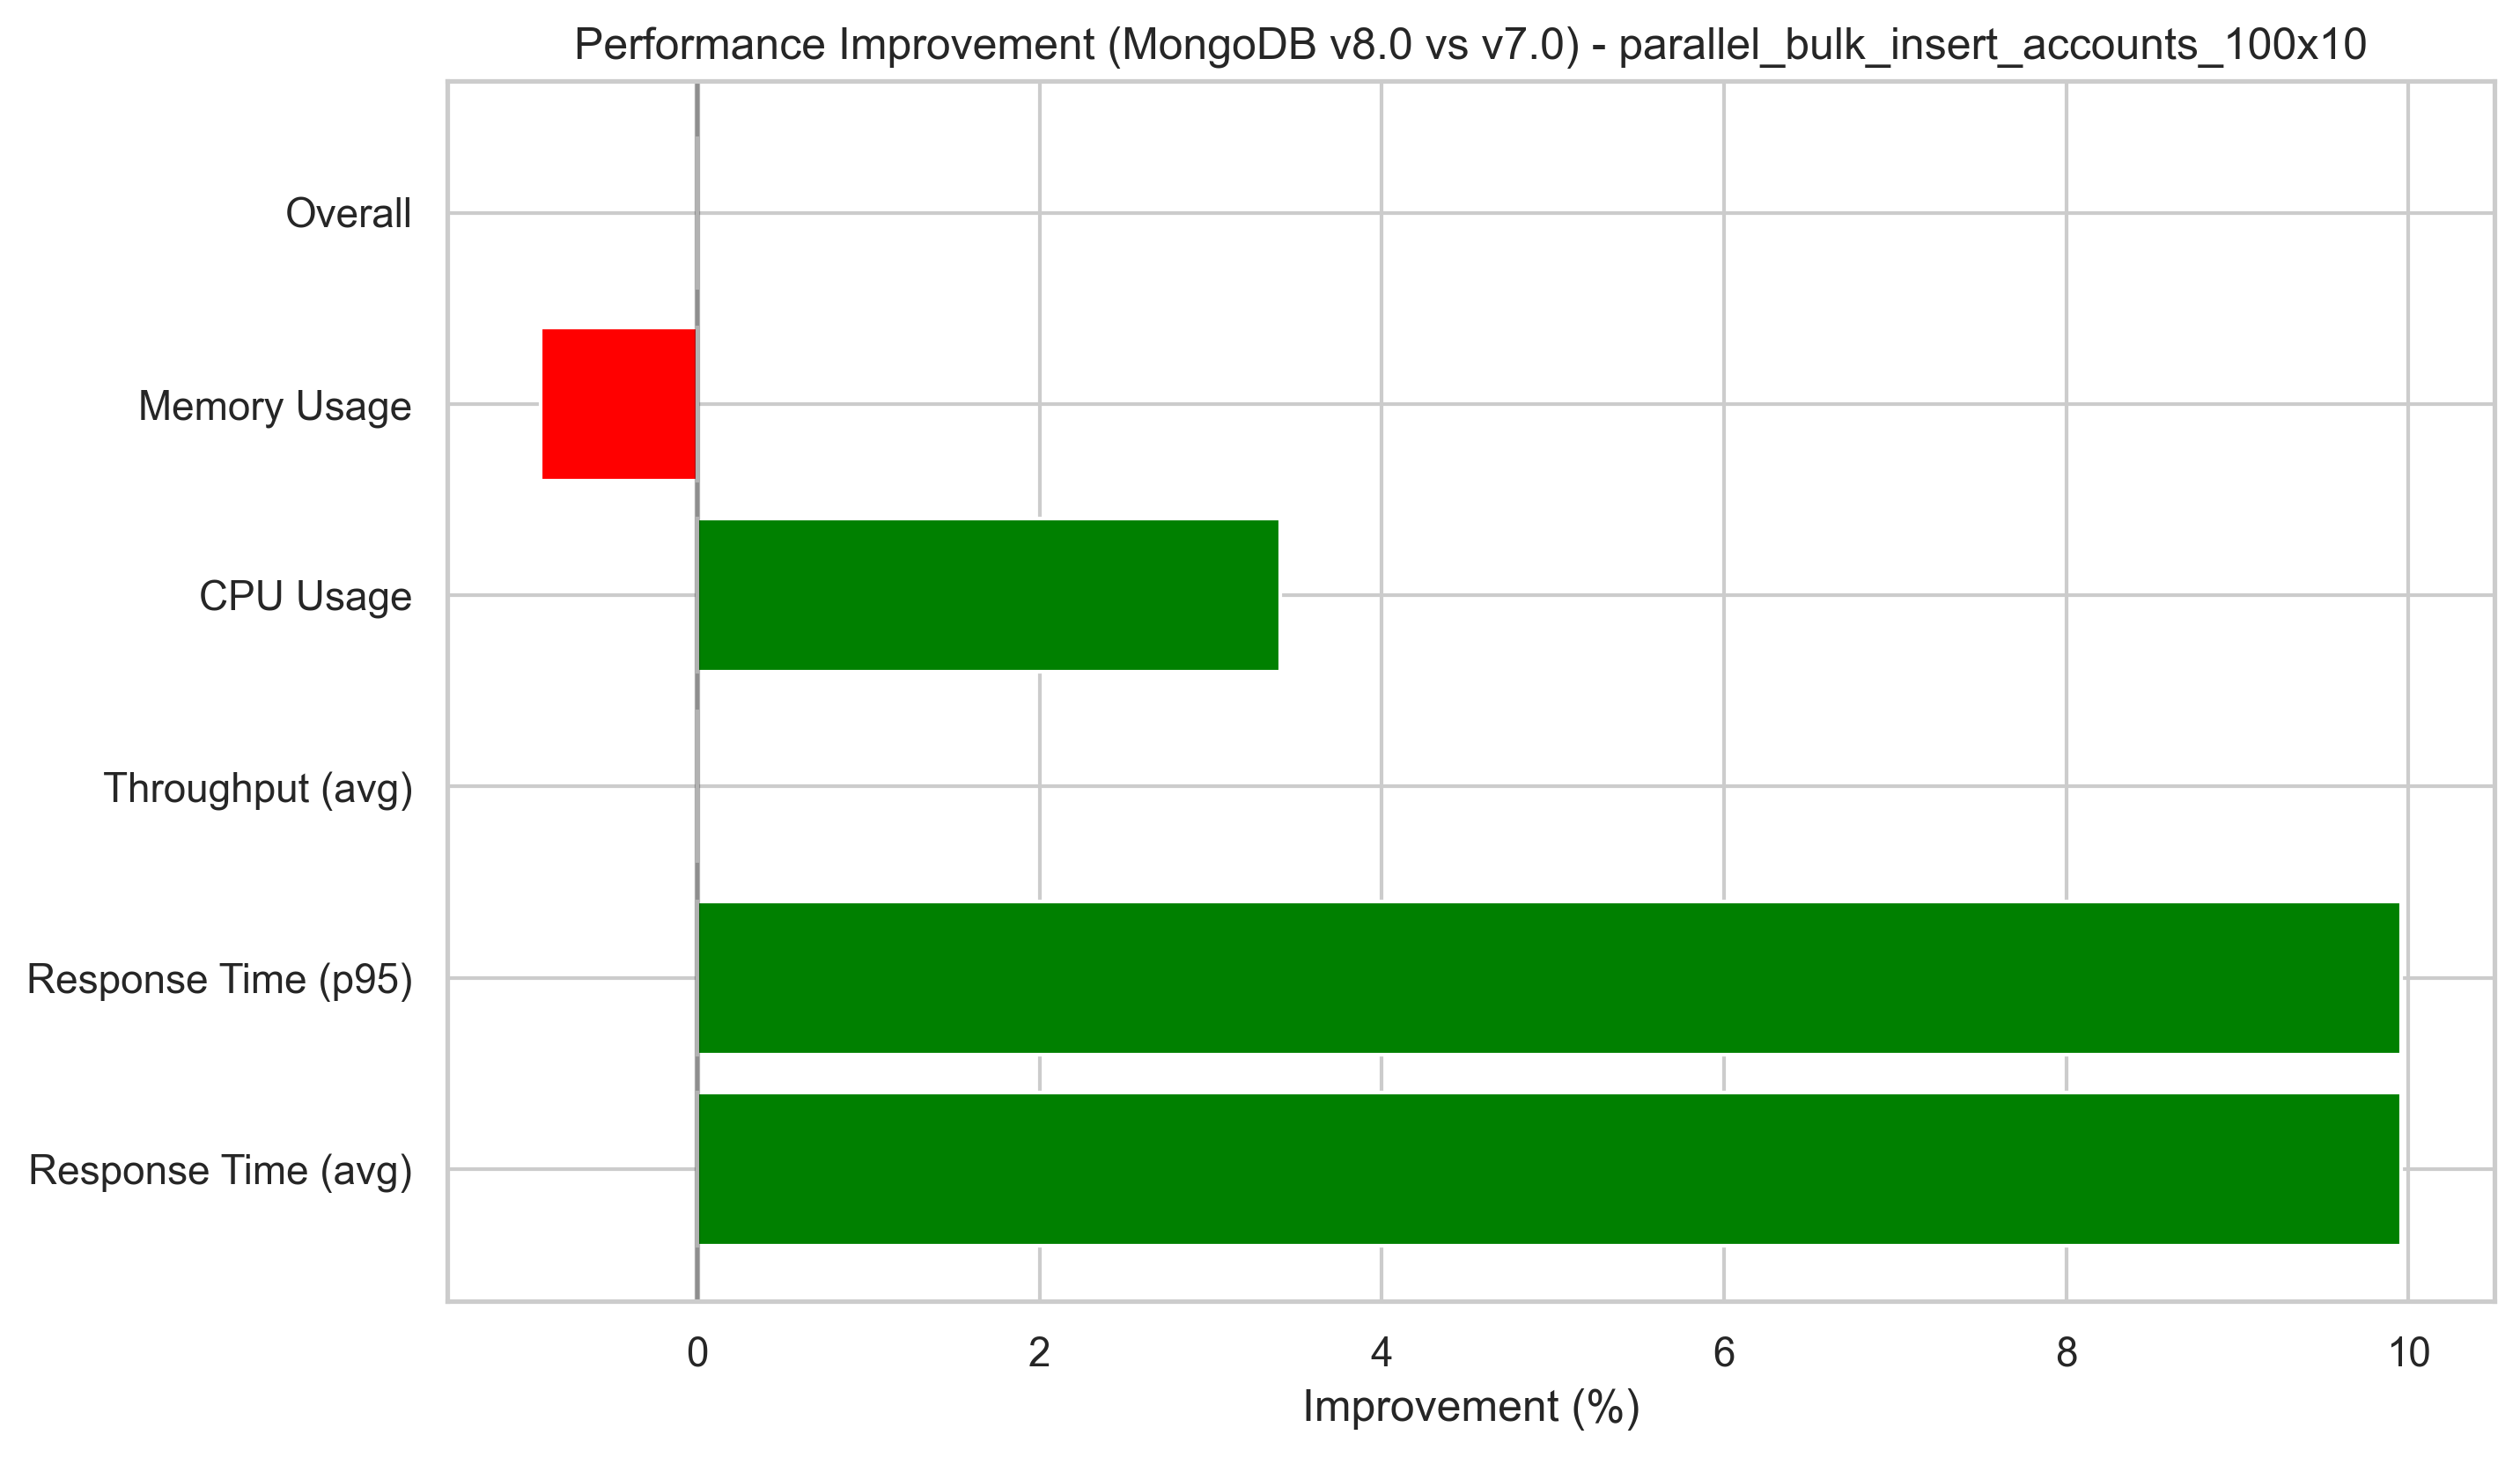 Performance Improvement (MongoDB v8.0 vs v7.0) - parallel_bulk_insert_accounts_100x10
Overall
Memory Usage
CPU Usage
Throughput (avg)
Response Time (p95)
Response Time (avg)
0 2 4 6 8 10
Improvement (%)